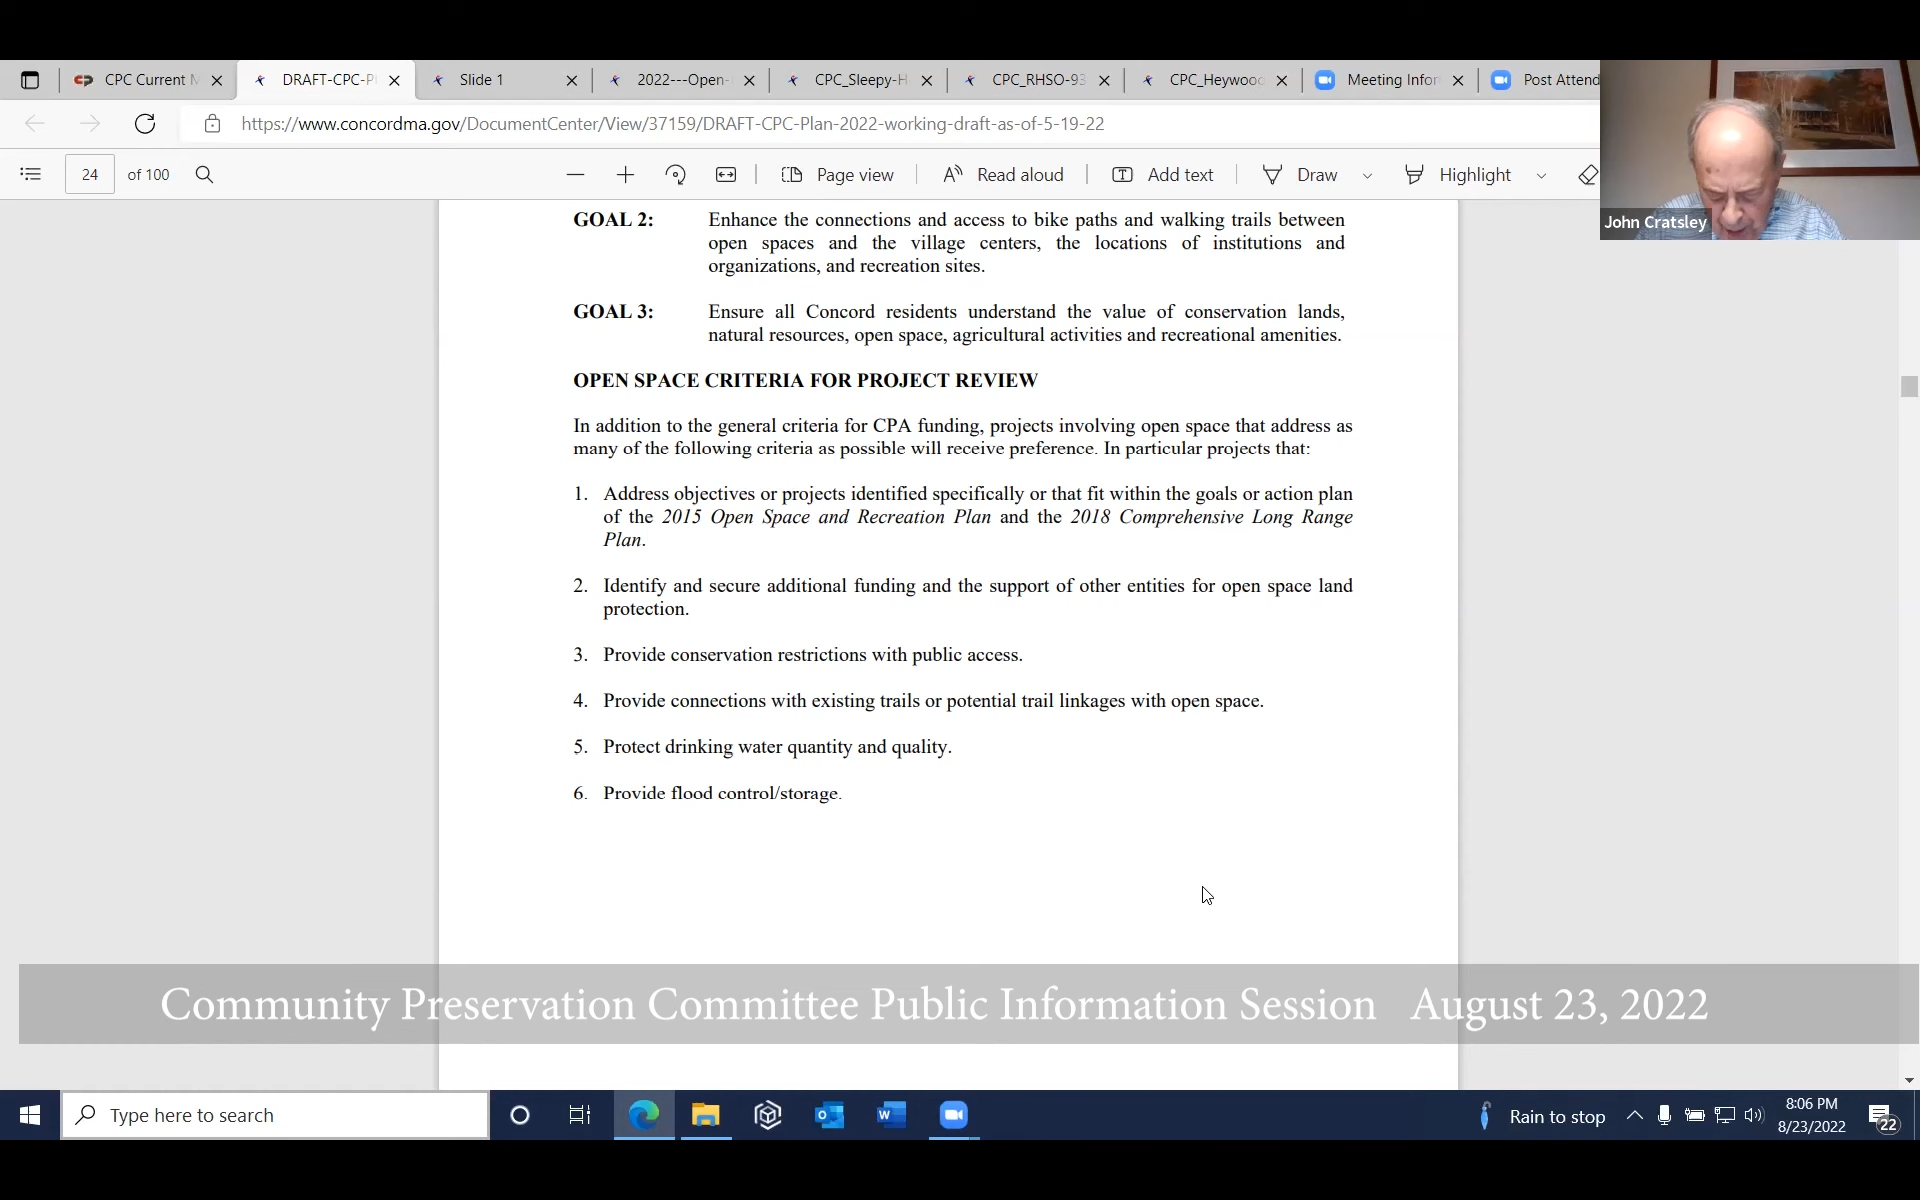 CPC Current M
DRAFT-CPC-Pl
Slide 1
2022---Open-
CPC_Sleepy-H
CPC_RHSO-93
CPC_Heywood
Meeting Infor
Post Attend
https://www.concordma.gov/DocumentCenter/View/37159/DRAFT-CPC-Plan-2022-working-draft-as-of-5-19-22
24 of 100
Page view
Read aloud
Add text
Draw
Highlight
John Cratsley
GOAL 2: Enhance the connections and access to bike paths and walking trails between
open spaces and the village centers, the locations of institutions and
organizations, and recreation sites.
GOAL 3: Ensure all Concord residents understand the value of conservation lands,
natural resources, open space, agricultural activities and recreational amenities.
OPEN SPACE CRITERIA FOR PROJECT REVIEW
In addition to the general criteria for CPA funding, projects involving open space that address as
many of the following criteria as possible will receive preference. In particular projects that:
1. Address objectives or projects identified specifically or that fit within the goals or action plan
of the 2015 Open Space and Recreation Plan and the 2018 Comprehensive Long Range
Plan.
2. Identify and secure additional funding and the support of other entities for open space land
protection.
3. Provide conservation restrictions with public access.
4. Provide connections with existing trails or potential trail linkages with open space.
5. Protect drinking water quantity and quality.
6. Provide flood control/storage.
Community Preservation Committee Public Information Session August 23, 2022
Type here to search
Rain to stop
8:06 PM
8/23/2022
22